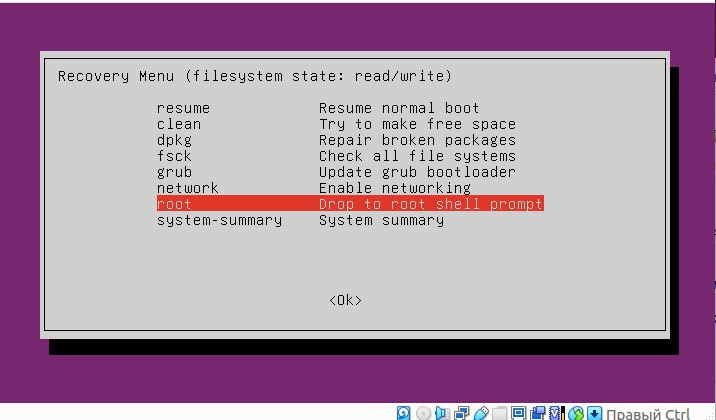 Recovery Menu (filesystem state: read/write)
resume Resume normal boot
clean Try to make free space
dpkg Repair broken packages
fsck Check all file systems
grub Update grub bootloader
network Enable networking
root Drop to root shell prompt
system-summary System summary
<Ok>
Правый Ctrl